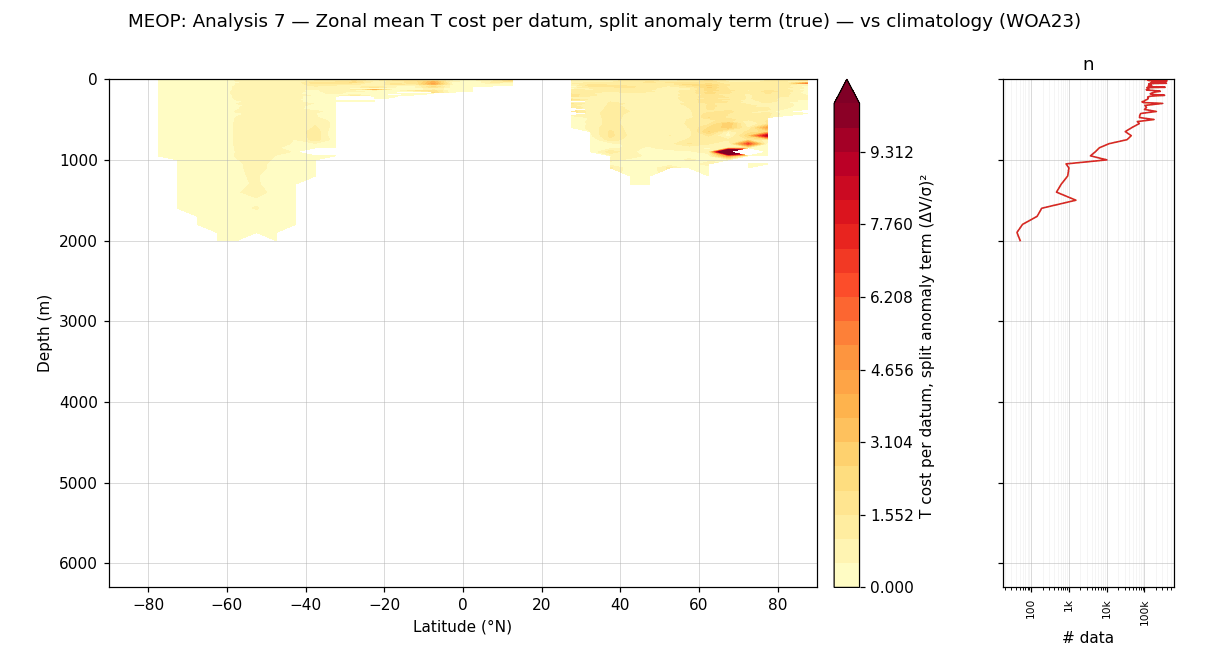 MEOP: Analysis 7 — Zonal mean T cost per datum, split anomaly term (true) — vs climatology (WOA23)
n
0
1000
2000
3000
4000
5000
6000
Depth (m)
−80
−60
−40
−20
0
20
40
60
80
Latitude (°N)
9.312
7.760
6.208
4.656
3.104
1.552
0.000
T cost per datum, split anomaly term (ΔV/σ)²
100
1k
10k
100k
# data